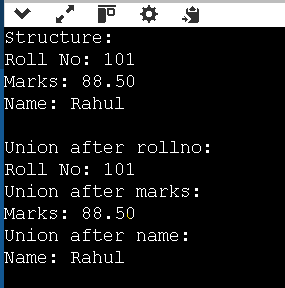 Structure:
Roll No: 101
Marks: 88.50
Name: Rahul

Union after rollno:
Roll No: 101
Union after marks:
Marks: 88.50
Union after name:
Name: Rahul